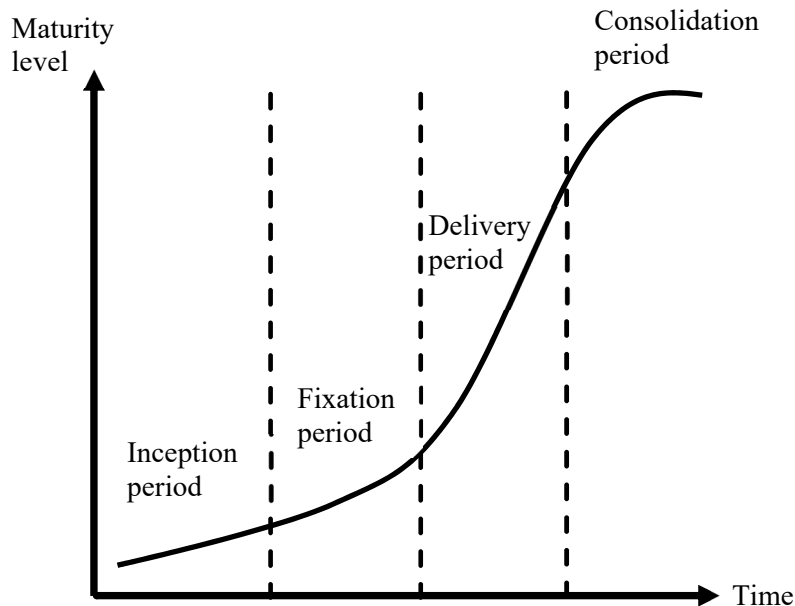 Maturity
level
Consolidation
period
Delivery
period
Fixation
period
Inception
period
Time